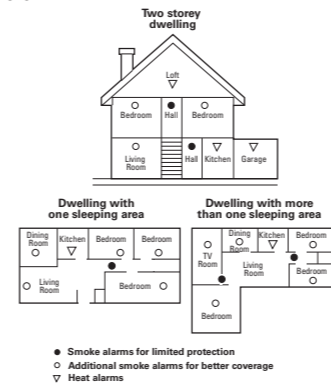 Two storey
dwelling
Loft
Bedroom
Hall
Bedroom
Living
Room
Hall
Kitchen
Garage
Dwelling with
one sleeping area
Dining
Room
Kitchen
Bedroom
Bedroom
Living
Room
Bedroom
Dwelling with more
than one sleeping area
TV
Room
Dining
Room
Kitchen
Bedroom
Living
Room
Bedroom
Bedroom
Smoke alarms for limited protection
Additional smoke alarms for better coverage
Heat alarms